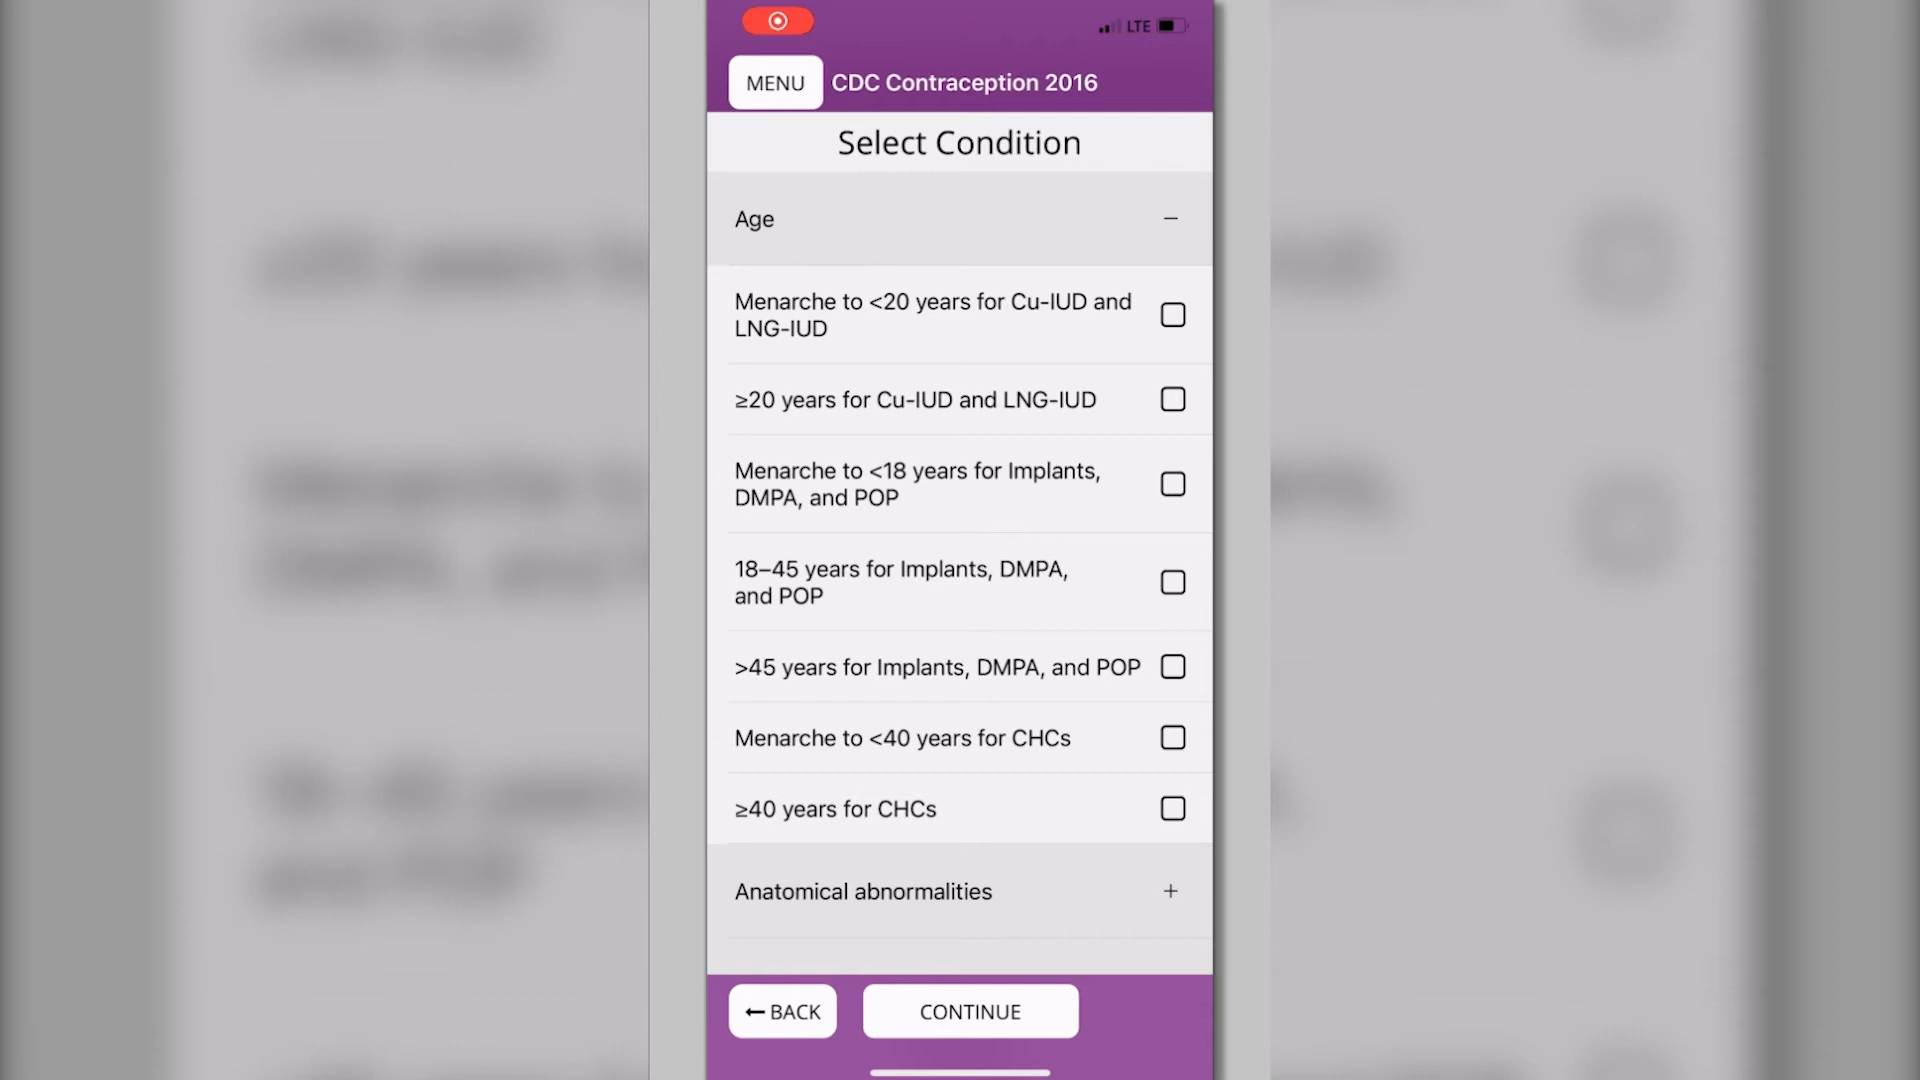 LTE
MENU CDC Contraception 2016
Select Condition
Age
Menarche to <20 years for Cu-IUD and
LNG-IUD
≥20 years for Cu-IUD and LNG-IUD
Menarche to <18 years for Implants,
DMPA, and POP
18–45 years for Implants, DMPA,
and POP
>45 years for Implants, DMPA, and POP
Menarche to <40 years for CHCs
≥40 years for CHCs
Anatomical abnormalities
← BACK CONTINUE